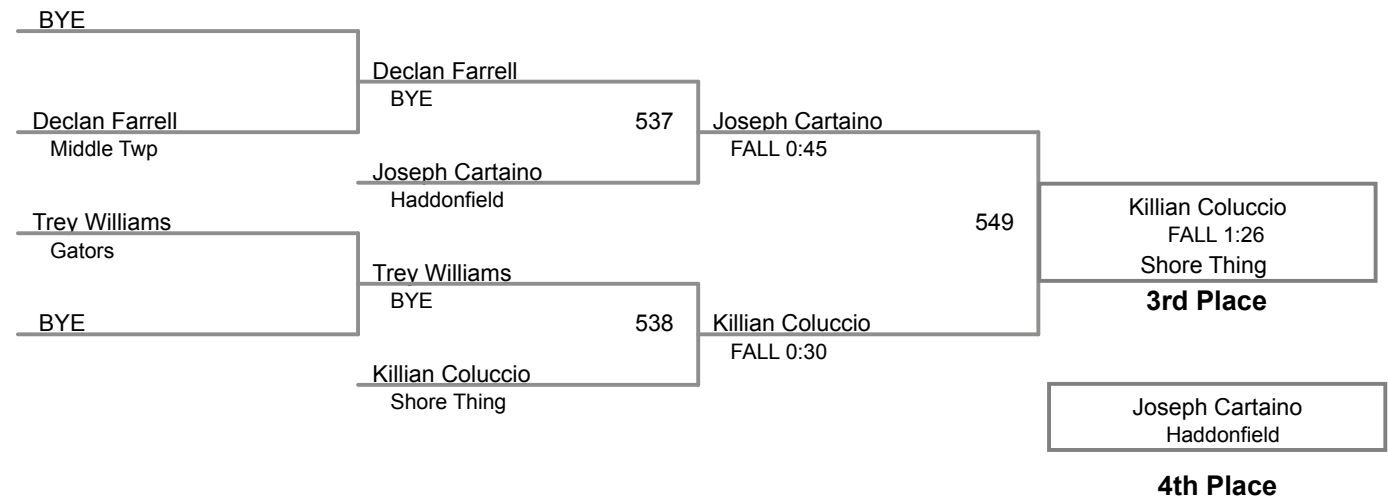 BYE
Declan Farrell
BYE
Declan Farrell
Middle Twp
537
Joseph Cartaino
FALL 0:45
Joseph Cartaino
Haddonfield
Trey Williams
Gators
549
Killian Coluccio
FALL 1:26
Shore Thing
3rd Place
Trey Williams
BYE
BYE
538
Killian Coluccio
FALL 0:30
Killian Coluccio
Shore Thing
Joseph Cartaino
Haddonfield
4th Place